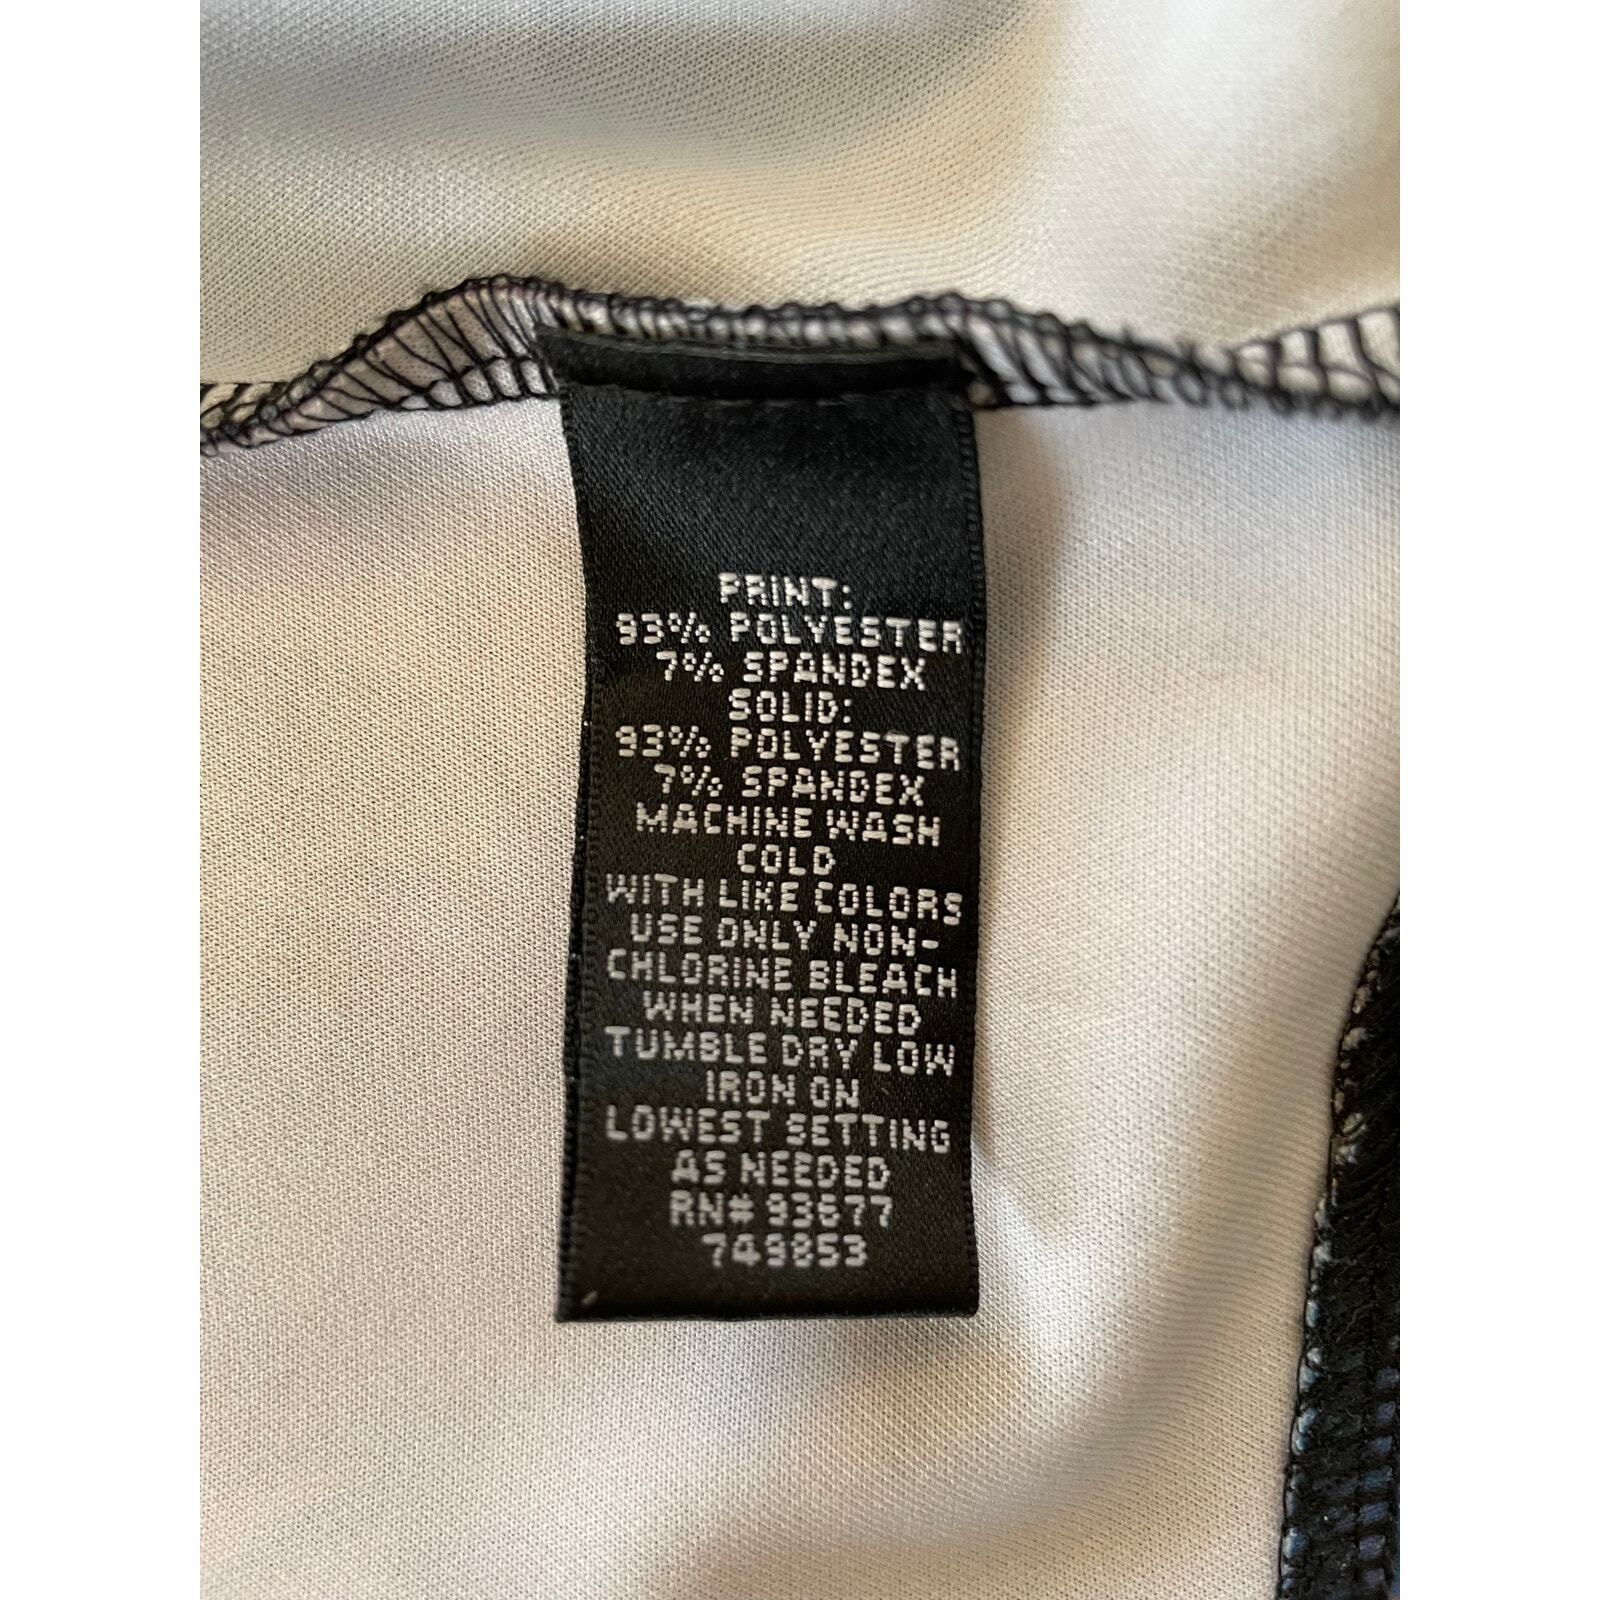 PRINT:
93% POLYESTER
7% SPANDEX
SOLID:
93% POLYESTER
7% SPANDEX
MACHINE WASH
COLD
WITH LIKE COLORS
USE ONLY NON-
CHLORINE BLEACH
WHEN NEEDED
TUMBLE DRY LOW
IRON ON
LOWEST SETTING
AS NEEDED
RN# 93677
749853